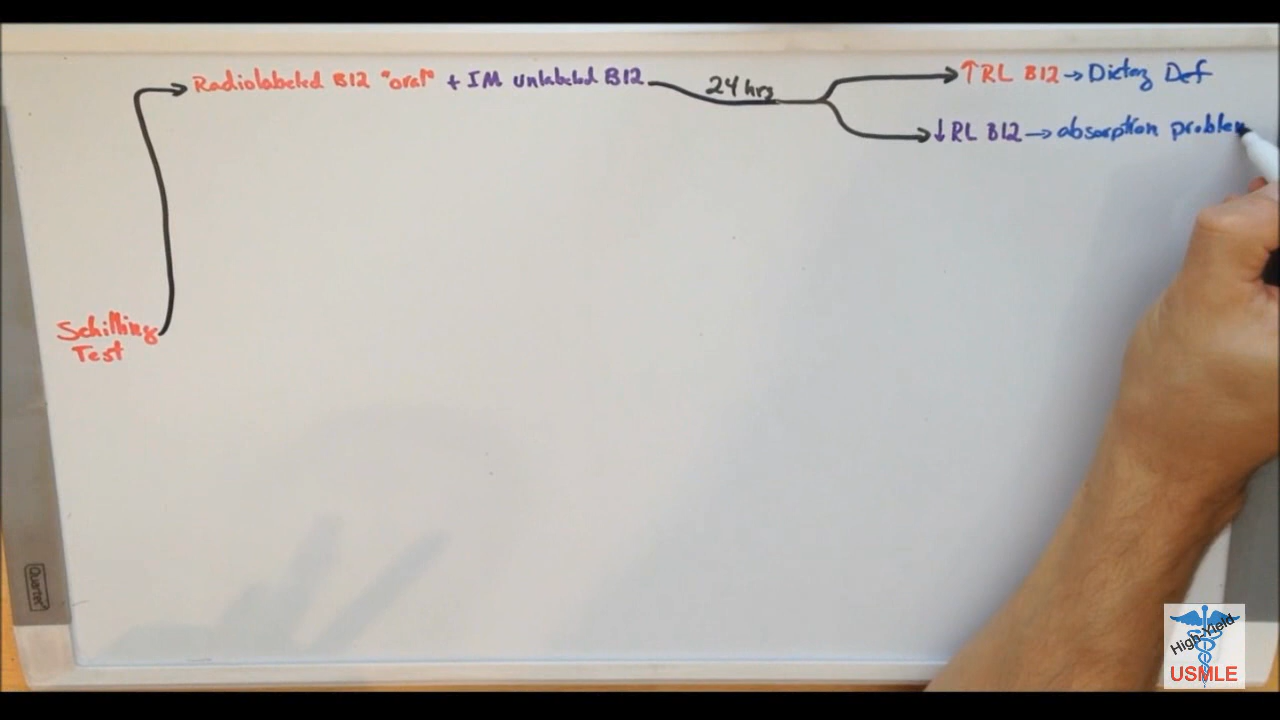 Radiolabeled B12 "oral" + IM unlabeled B12
24 hrs
↑RL B12 → Dietary Def
↓RL B12 → absorption problem
Schilling
Test
Quartet
High-Yield
USMLE